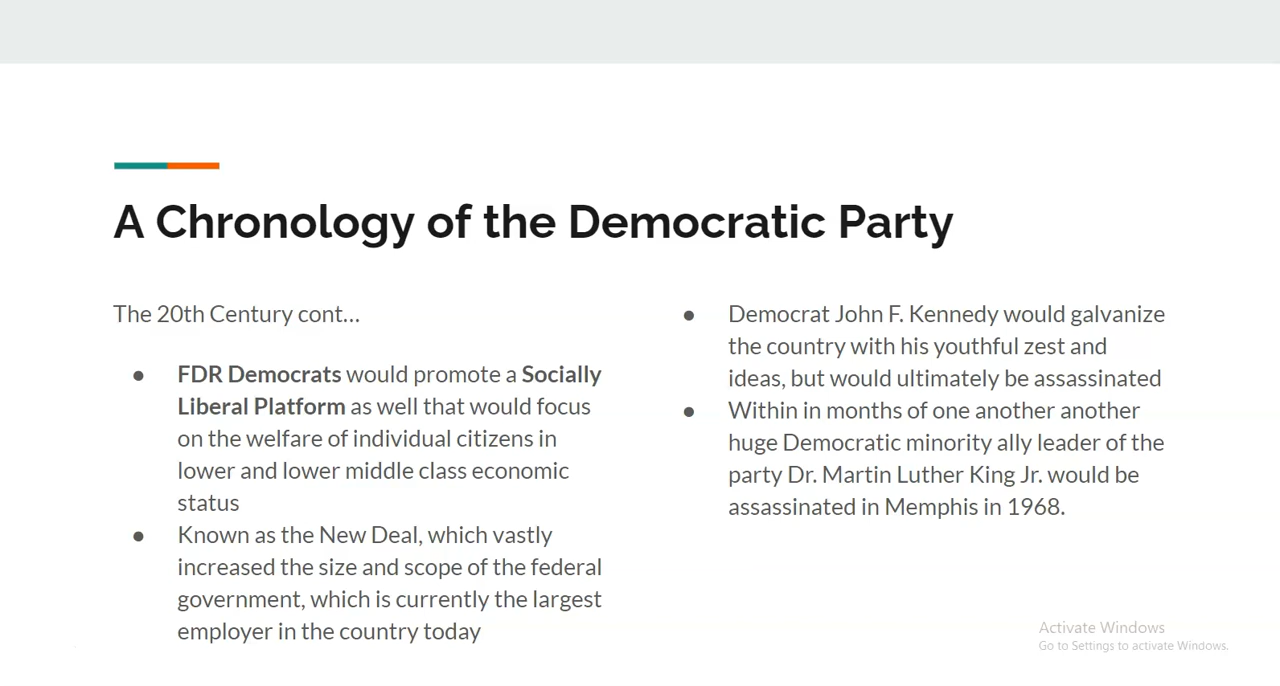 A Chronology of the Democratic Party
The 20th Century cont...
● FDR Democrats would promote a Socially
Liberal Platform as well that would focus
on the welfare of individual citizens in
lower and lower middle class economic
status
● Known as the New Deal, which vastly
increased the size and scope of the federal
government, which is currently the largest
employer in the country today
● Democrat John F. Kennedy would galvanize
the country with his youthful zest and
ideas, but would ultimately be assassinated
● Within in months of one another another
huge Democratic minority ally leader of the
party Dr. Martin Luther King Jr. would be
assassinated in Memphis in 1968.
Activate Windows
Go to Settings to activate Windows.